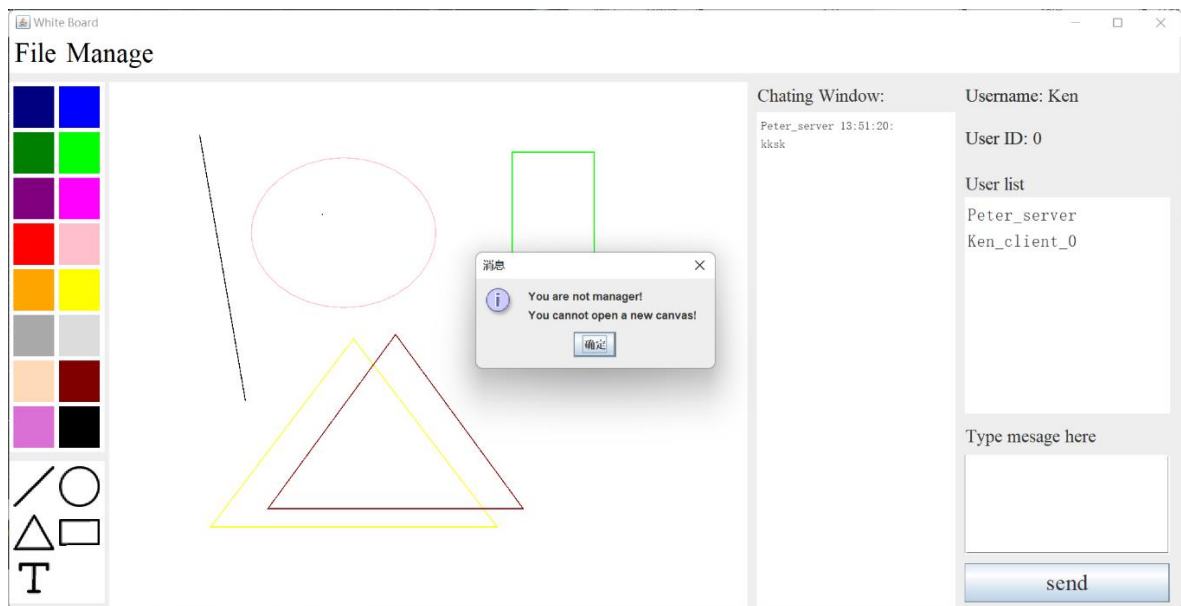 White Board
File Manage
Chating Window:
Peter_server 13:51:20:
kksk
Username: Ken
User ID: 0
User list
Peter_server
Ken_client_0
消息
You are not manager!
You cannot open a new canvas!
确定
Type mesage here
send
T